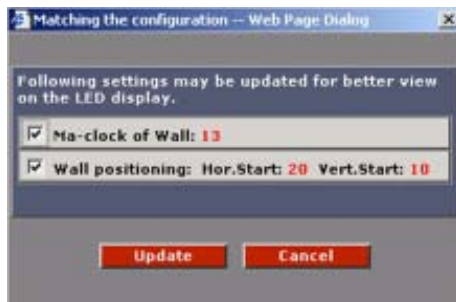 Matching the configuration -- Web Page Dialog
Following settings may be updated for better view
on the LED display.
Ma-clock of Wall: 13
Wall positioning: Hor.Start: 20 Vert.Start: 10
Update Cancel